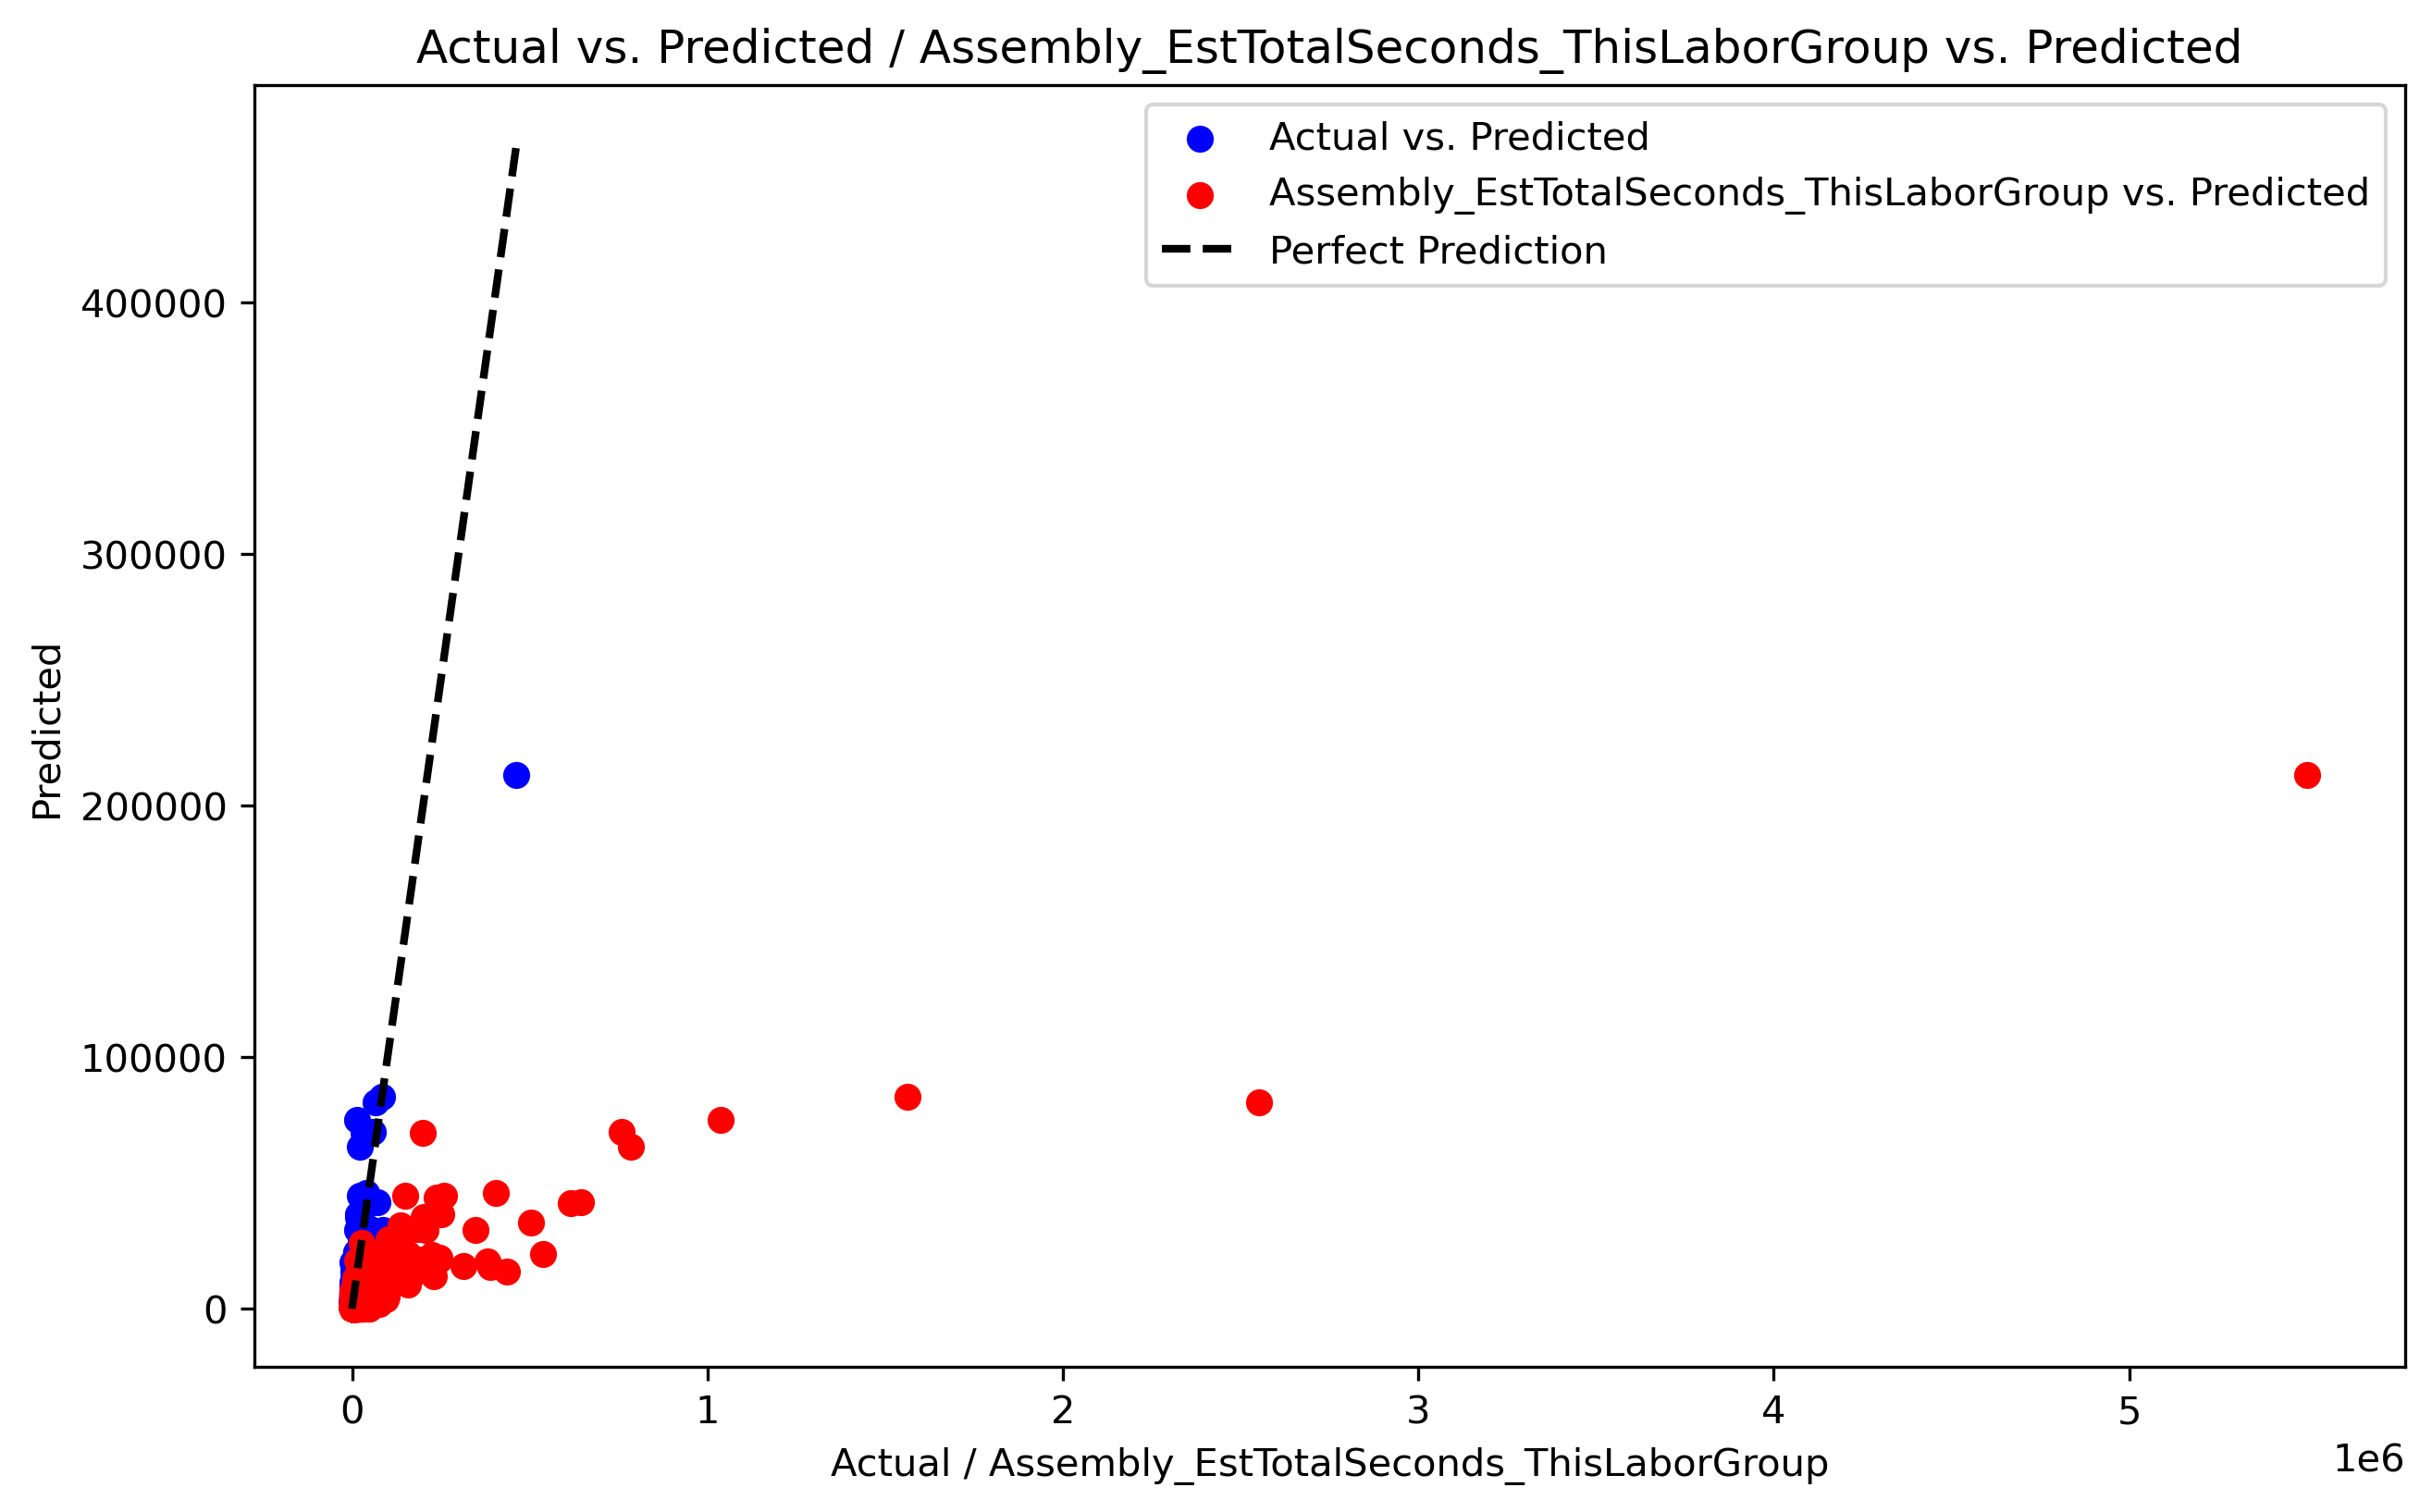 Actual vs. Predicted / Assembly_EstTotalSeconds_ThisLaborGroup vs. Predicted
Actual vs. Predicted
Assembly_EstTotalSeconds_ThisLaborGroup vs. Predicted
Perfect Prediction
400000
300000
200000
100000
0
Predicted
0 1 2 3 4 5
1e6
Actual / Assembly_EstTotalSeconds_ThisLaborGroup